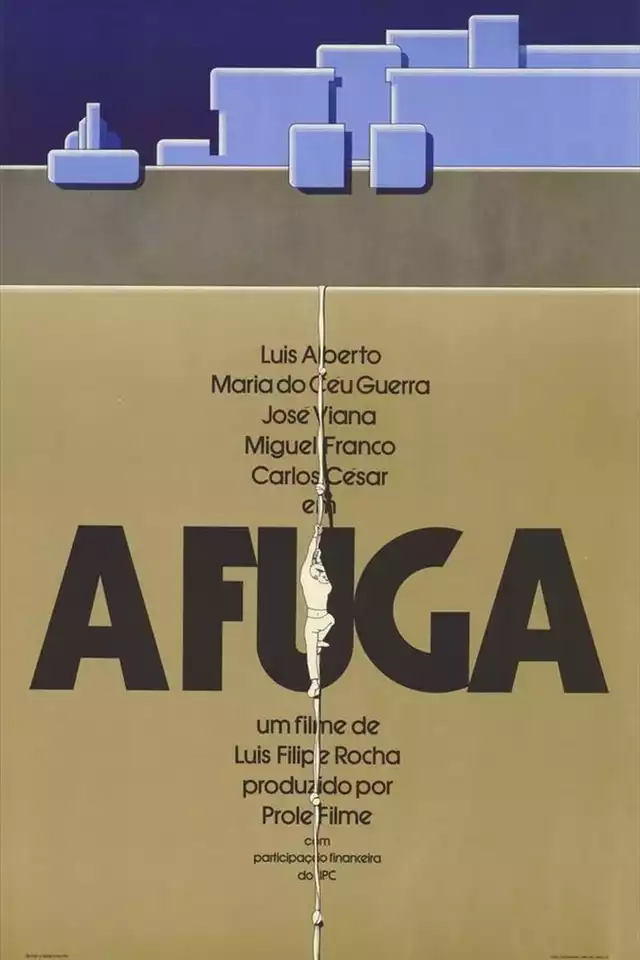 Luis Alberto
Maria do Céu Guerra
José Viana
Miguel Franco
Carlos César
em
A FUGA
um filme de
Luis Filipe Rocha
produzido por
Prole Filme
com
participação financeira
do IPC